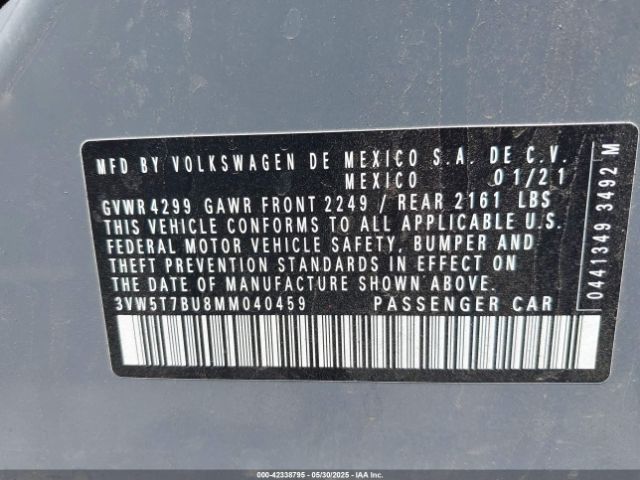 MFD BY VOLKSWAGEN DE MEXICO S.A. DE C.V.
MEXICO 01/21
GVWR 4299 GAWR FRONT 2249 / REAR 2161 LBS
THIS VEHICLE CONFORMS TO ALL APPLICABLE U.S.
FEDERAL MOTOR VEHICLE SAFETY, BUMPER AND
THEFT PREVENTION STANDARDS IN EFFECT ON
THE DATE OF MANUFACTURE SHOWN ABOVE.
3VW5T7BU8MM040459 PASSENGER CAR
0441349 3492 M
000-42338795 - 05/30/2025 - COPART, INC.